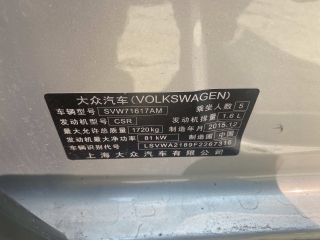 大众汽车(VOLKSWAGEN)
车辆型号 SVW71617AM 乘坐人数 5
发动机型号 CSR 发动机排量 1.6 L
最大允许总质量 1720kg 制造年月 2015.12
发动机最大净功率 81 kW 制造国 中国
车辆识别代号 LSVWA2189F2267316
上海大众汽车有限公司